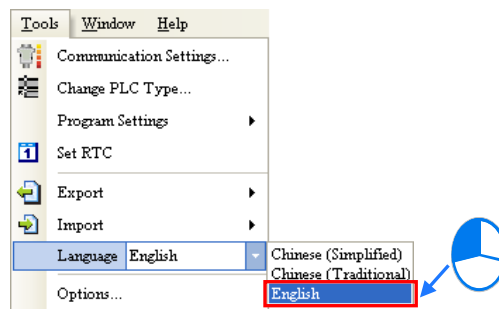 Tools Window Help
Communication Settings...
Change PLC Type...
Program Settings
1 Set RTC
Export
Import
Language English
Chinese (Simplified)
Chinese (Traditional)
English
Options...